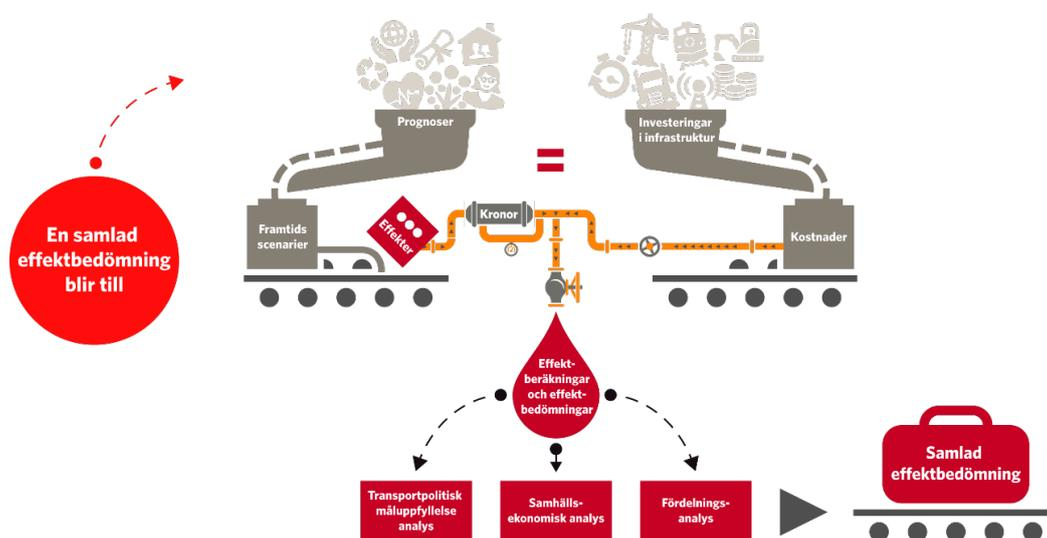 En samlad
effektbedömning
blir till
Prognoser
Investeringar
i infrastruktur
Framtids
scenarier
Effekter
Kronor
Kostnader
Effekt-
beräkningar
och effekt-
bedömningar
Transportpolitisk
måluppfyllelse
analys
Samhälls-
ekonomisk analys
Fördelnings-
analys
Samlad
effektbedömning